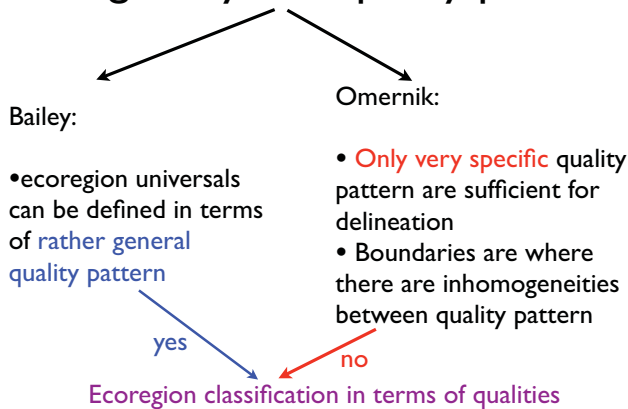 Bailey:
•ecoregion universals
can be defined in terms
of rather general
quality pattern
Omernik:
• Only very specific quality
pattern are sufficient for
delineation
• Boundaries are where
there are inhomogeneities
between quality pattern
yes
no
Ecoregion classification in terms of qualities